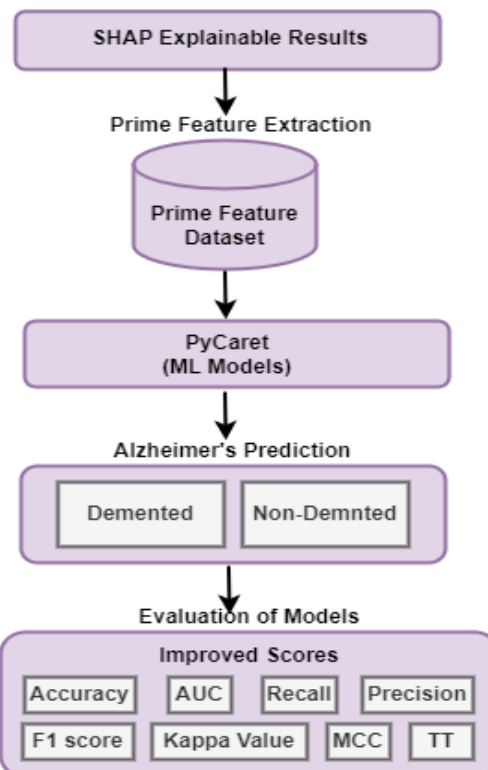 SHAP Explainable Results
Prime Feature Extraction
Prime Feature
Dataset
PyCaret
(ML Models)
Alzheimer's Prediction
Demented
Non-Demnted
Evaluation of Models
Improved Scores
Accuracy
AUC
Recall
Precision
F1 score
Kappa Value
MCC
TT